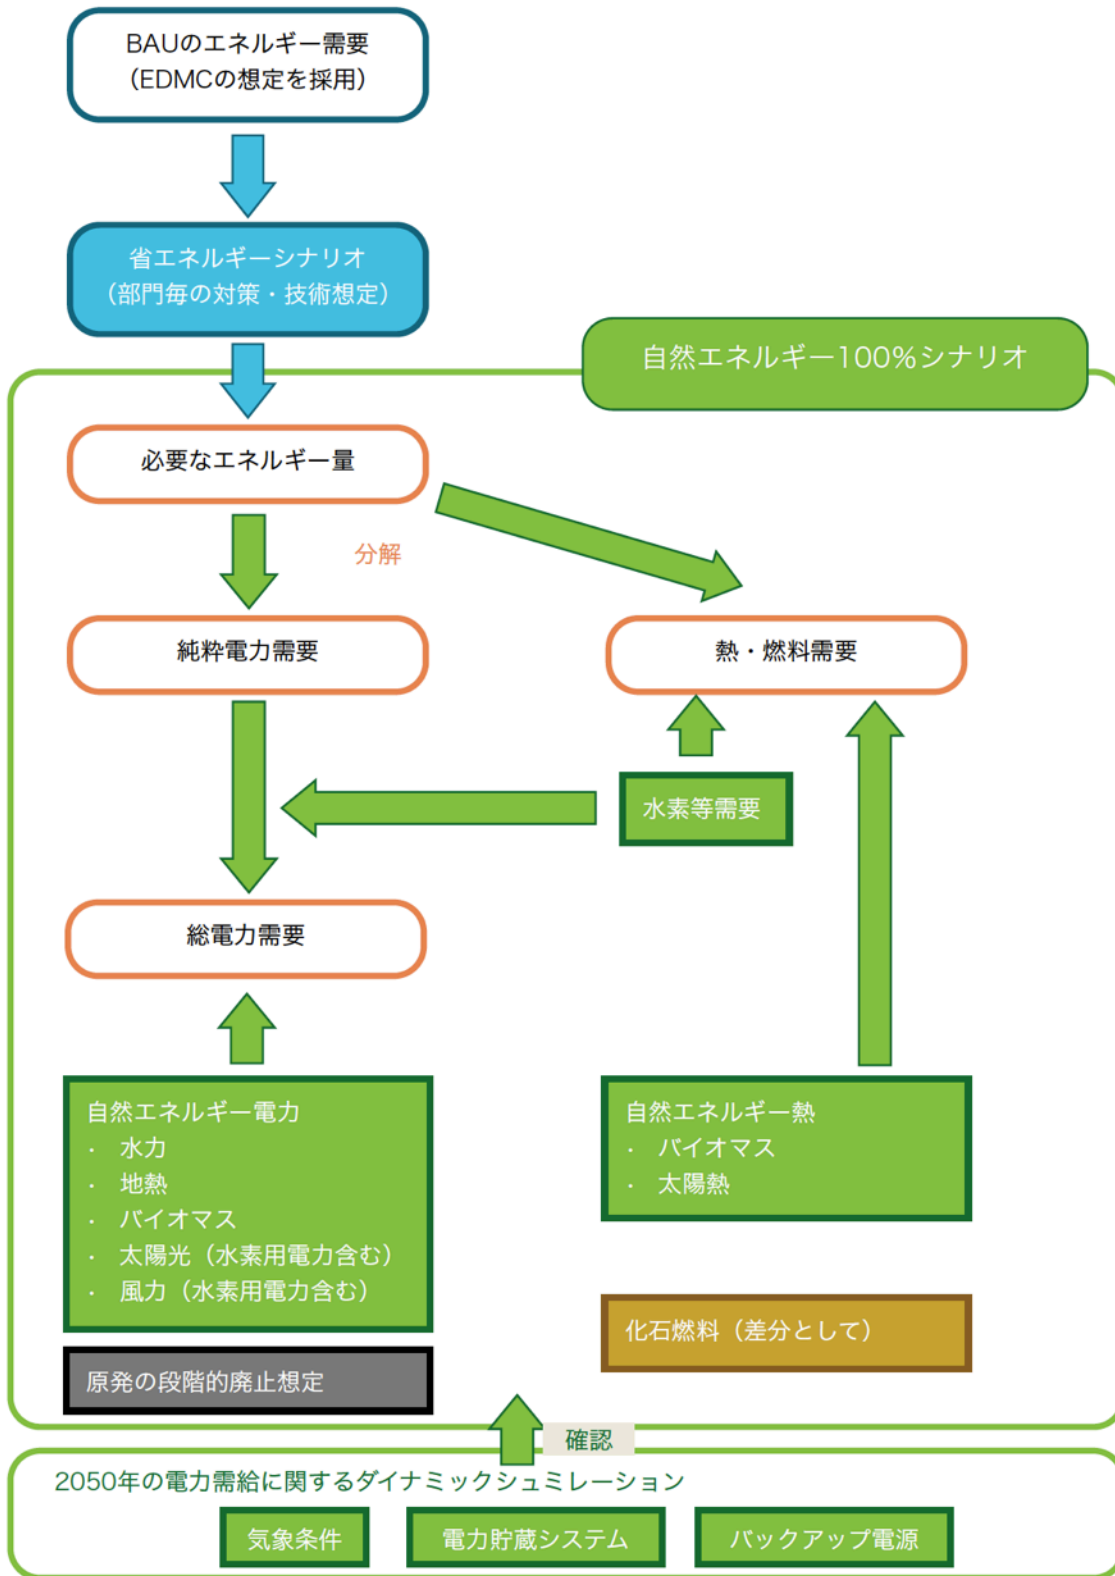 BAUのエネルギー需要
（EDMCの想定を採用）
省エネルギーシナリオ
（部門毎の対策・技術想定）
自然エネルギー100%シナリオ
必要なエネルギー量
分解
純粋電力需要
熱・燃料需要
水素等需要
総電力需要
自然エネルギー電力
・ 水力
・ 地熱
・ バイオマス
・ 太陽光（水素用電力含む）
・ 風力（水素用電力含む）
自然エネルギー熱
・ バイオマス
・ 太陽熱
化石燃料（差分として）
原発の段階的廃止想定
確認
2050年の電力需給に関するダイナミックシュミレーション
気象条件
電力貯蔵システム
バックアップ電源